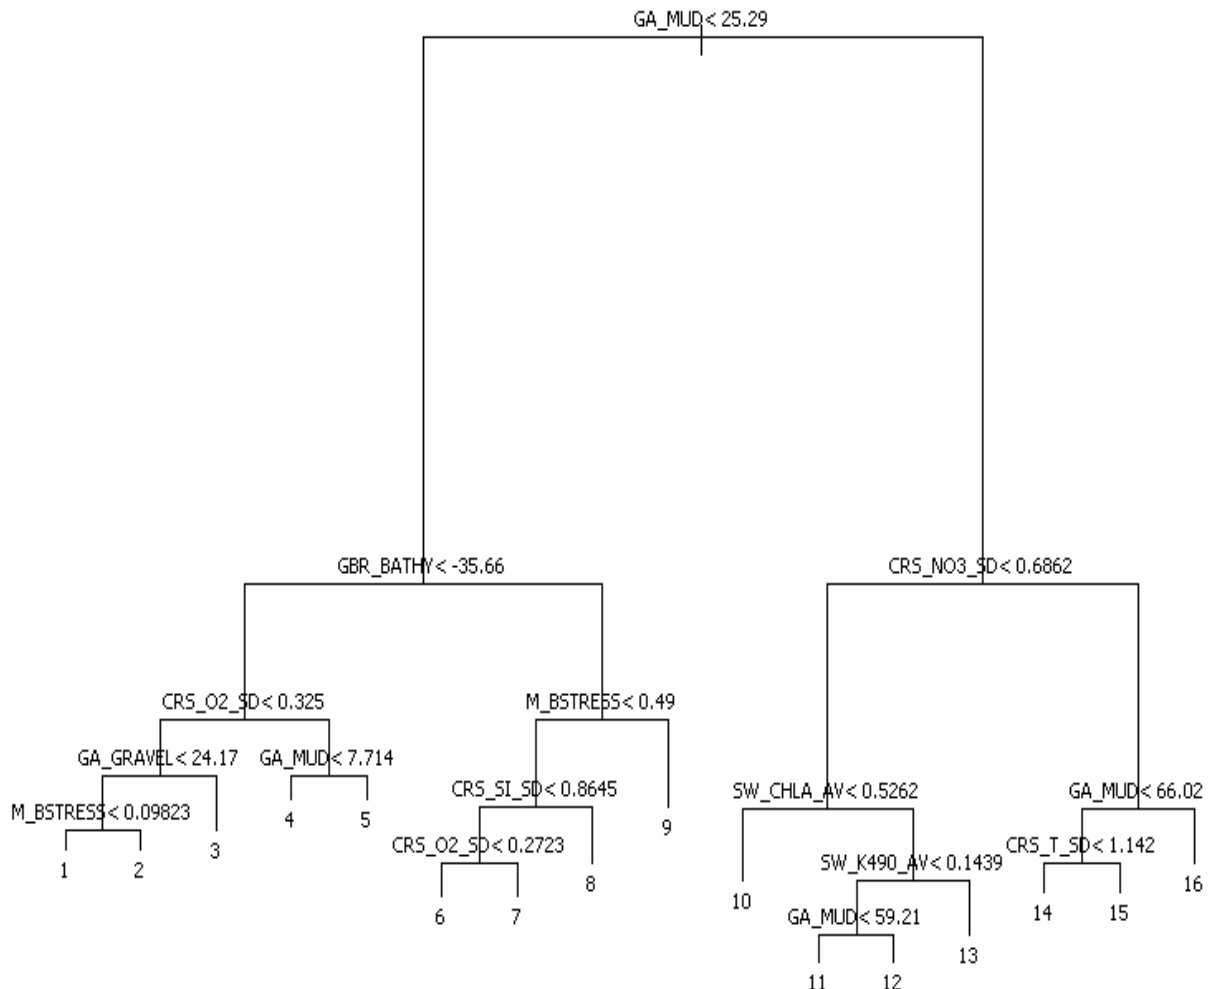 GA_MUD< 25.29
GBR_BATHY< -35.66
CRS_NO3_SD< 0.6862
CRS_O2_SD< 0.325
M_BSTRESS< 0.49
GA_GRAVEL< 24.17
GA_MUD< 7.714
CRS_SI_SD< 0.8645
SW_CHLA_AV< 0.5262
GA_MUD< 66.02
M_BSTRESS< 0.09823
CRS_O2_SD< 0.2723
SW_K490_AV< 0.1439
CRS_T_SD< 1.142
GA_MUD< 59.21
1
2
3
4
5
6
7
8
9
10
11
12
13
14
15
16